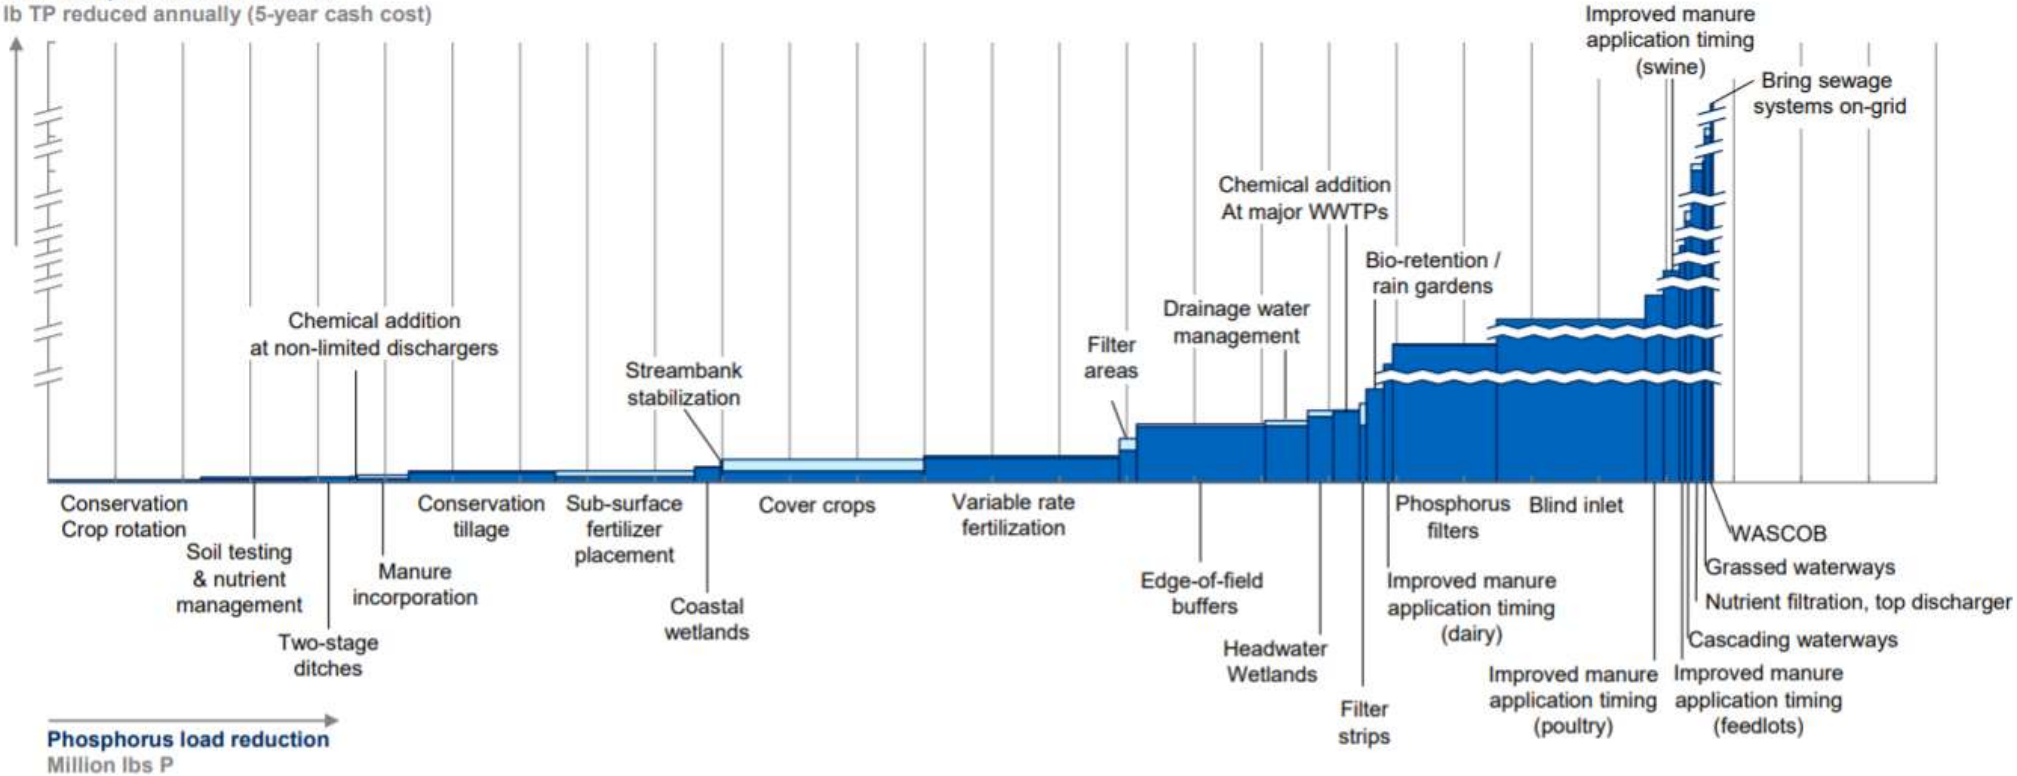 lb TP reduced annually (5-year cash cost)
Improved manure
application timing
(swine)
Bring sewage
systems on-grid
Chemical addition
At major WWTPs
Bio-retention /
rain gardens
Drainage water
management
Filter
areas
Streambank
stabilization
Chemical addition
at non-limited dischargers
Conservation
Crop rotation
Soil testing
& nutrient
management
Two-stage
ditches
Manure
incorporation
Conservation
tillage
Sub-surface
fertilizer
placement
Coastal
wetlands
Cover crops
Variable rate
fertilization
Edge-of-field
buffers
Headwater
Wetlands
Filter
strips
Improved manure
application timing
(dairy)
Phosphorus
filters
Blind inlet
Improved manure
application timing
(poultry)
Improved manure
application timing
(feedlots)
Cascading waterways
Nutrient filtration, top discharger
Grassed waterways
WASCOB
Phosphorus load reduction
Million lbs P